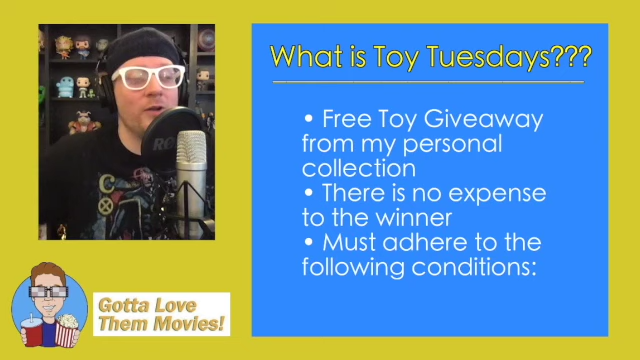 What is Toy Tuesdays???
• Free Toy Giveaway
from my personal
collection
• There is no expense
to the winner
• Must adhere to the
following conditions:
Gotta Love
Them Movies!